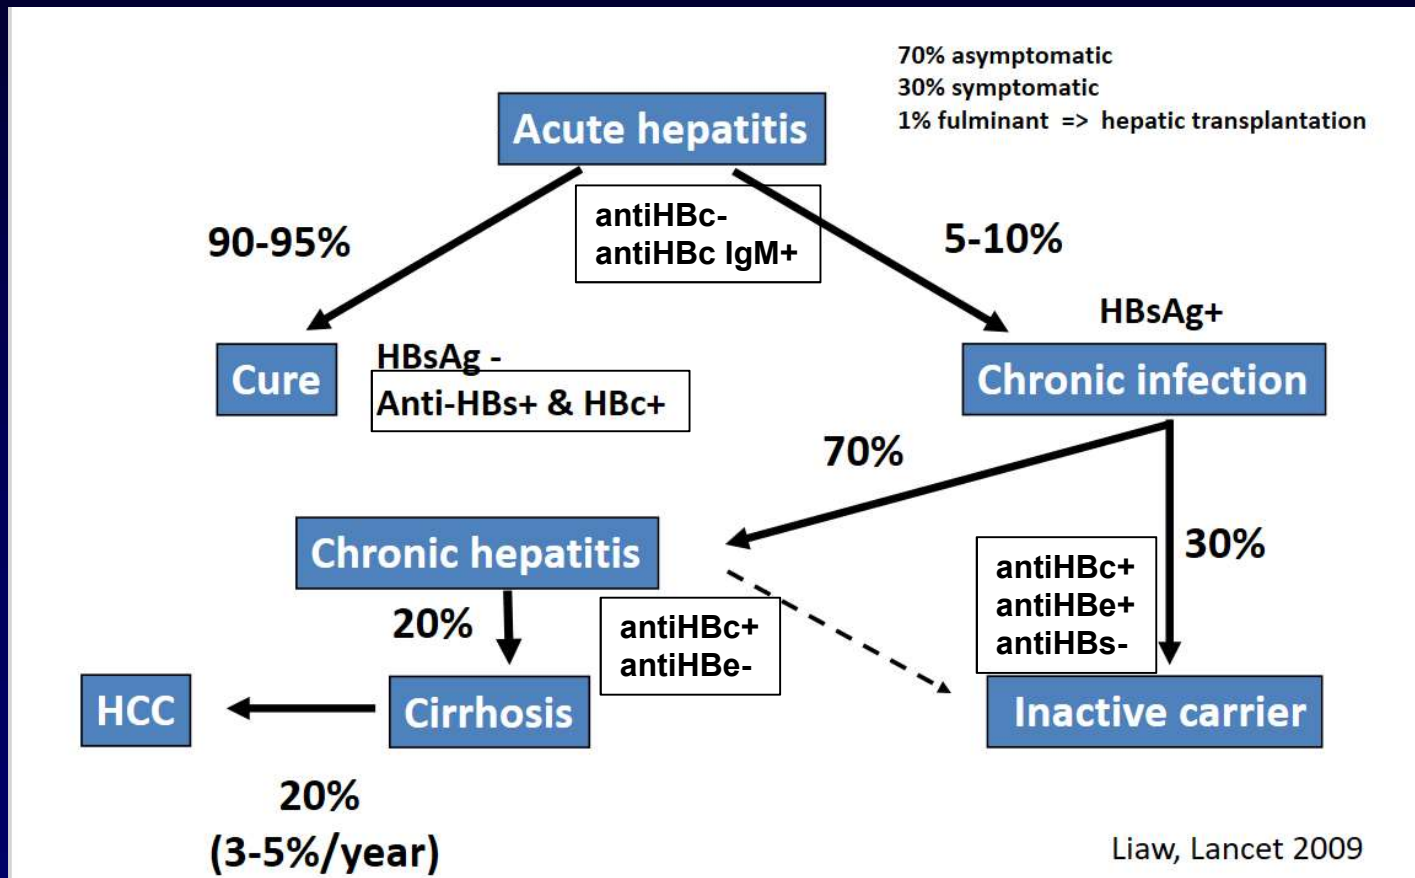 70% asymptomatic
30% symptomatic
1% fulminant => hepatic transplantation
Acute hepatitis
antiHBc-
antiHBc IgM+
90-95%
5-10%
HBsAg+
Cure
HBsAg -
Anti-HBs+ & HBc+
Chronic infection
70%
30%
Chronic hepatitis
antiHBc+
antiHBe+
antiHBs-
20%
antiHBc+
antiHBe-
HCC
Cirrhosis
Inactive carrier
20%
(3-5%/year)
Liaw, Lancet 2009